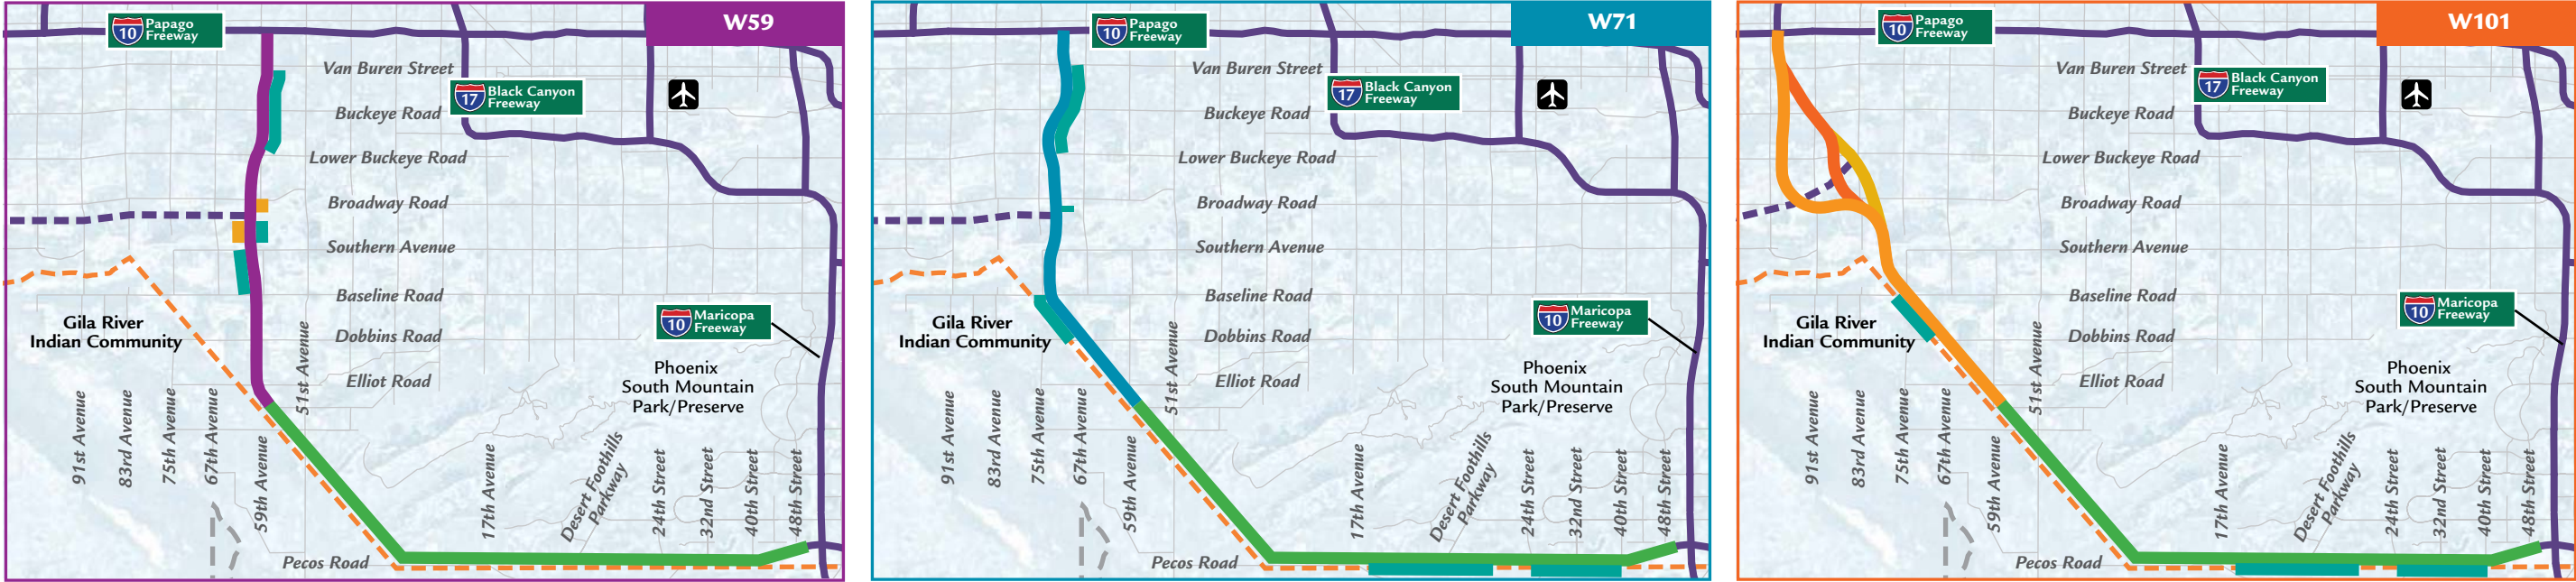 W59
10 Papago
Freeway
Van Buren Street
17 Black Canyon
Freeway
Buckeye Road
Lower Buckeye Road
Broadway Road
Southern Avenue
Baseline Road
10 Maricopa
Freeway
Gila River
Indian Community
Dobbins Road
Elliot Road
51st Avenue
Phoenix
South Mountain
Park/Preserve
91st Avenue
83rd Avenue
75th Avenue
67th Avenue
59th Avenue
17th Avenue
Desert Foothills
Parkway
24th Street
32nd Street
40th Street
48th Street
Pecos Road
W71
10 Papago
Freeway
Van Buren Street
17 Black Canyon
Freeway
Buckeye Road
Lower Buckeye Road
Broadway Road
Southern Avenue
Baseline Road
10 Maricopa
Freeway
Gila River
Indian Community
Dobbins Road
Elliot Road
51st Avenue
Phoenix
South Mountain
Park/Preserve
91st Avenue
83rd Avenue
75th Avenue
67th Avenue
59th Avenue
17th Avenue
Desert Foothills
Parkway
24th Street
32nd Street
40th Street
48th Street
Pecos Road
W101
10 Papago
Freeway
Van Buren Street
17 Black Canyon
Freeway
Buckeye Road
Lower Buckeye Road
Broadway Road
Southern Avenue
Baseline Road
10 Maricopa
Freeway
Gila River
Indian Community
Dobbins Road
Elliot Road
51st Avenue
Phoenix
South Mountain
Park/Preserve
91st Avenue
83rd Avenue
75th Avenue
67th Avenue
59th Avenue
17th Avenue
Desert Foothills
Parkway
24th Street
32nd Street
40th Street
48th Street
Pecos Road